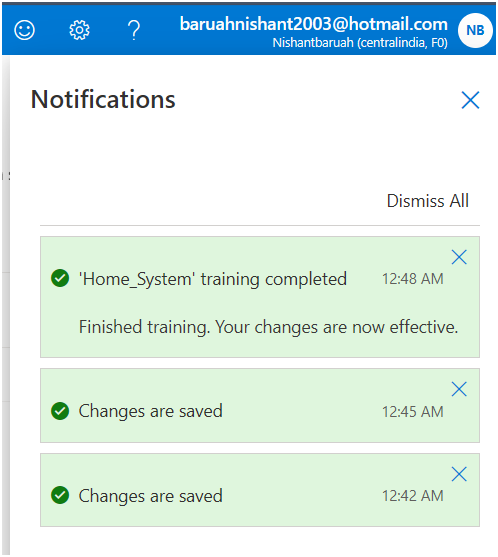 baruahnishant2003@hotmail.com
Nishantbaruah (centralindia, F0)
NB
Notifications
Dismiss All
'Home_System' training completed 12:48 AM
Finished training. Your changes are now effective.
Changes are saved 12:45 AM
Changes are saved 12:42 AM